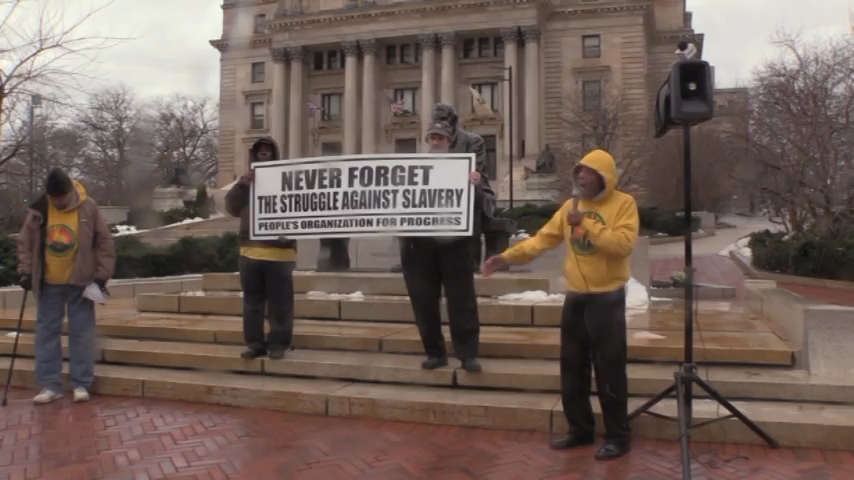 NEVER FORGET
THE STRUGGLE AGAINST SLAVERY
PEOPLE'S ORGANIZATION FOR PROGRESS